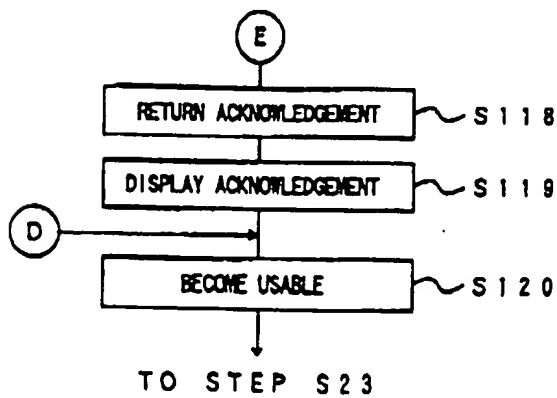 E
RETURN ACKNOWLEDGEMENT S118
DISPLAY ACKNOWLEDGEMENT S119
D
BECOME USABLE S120
TO STEP S23